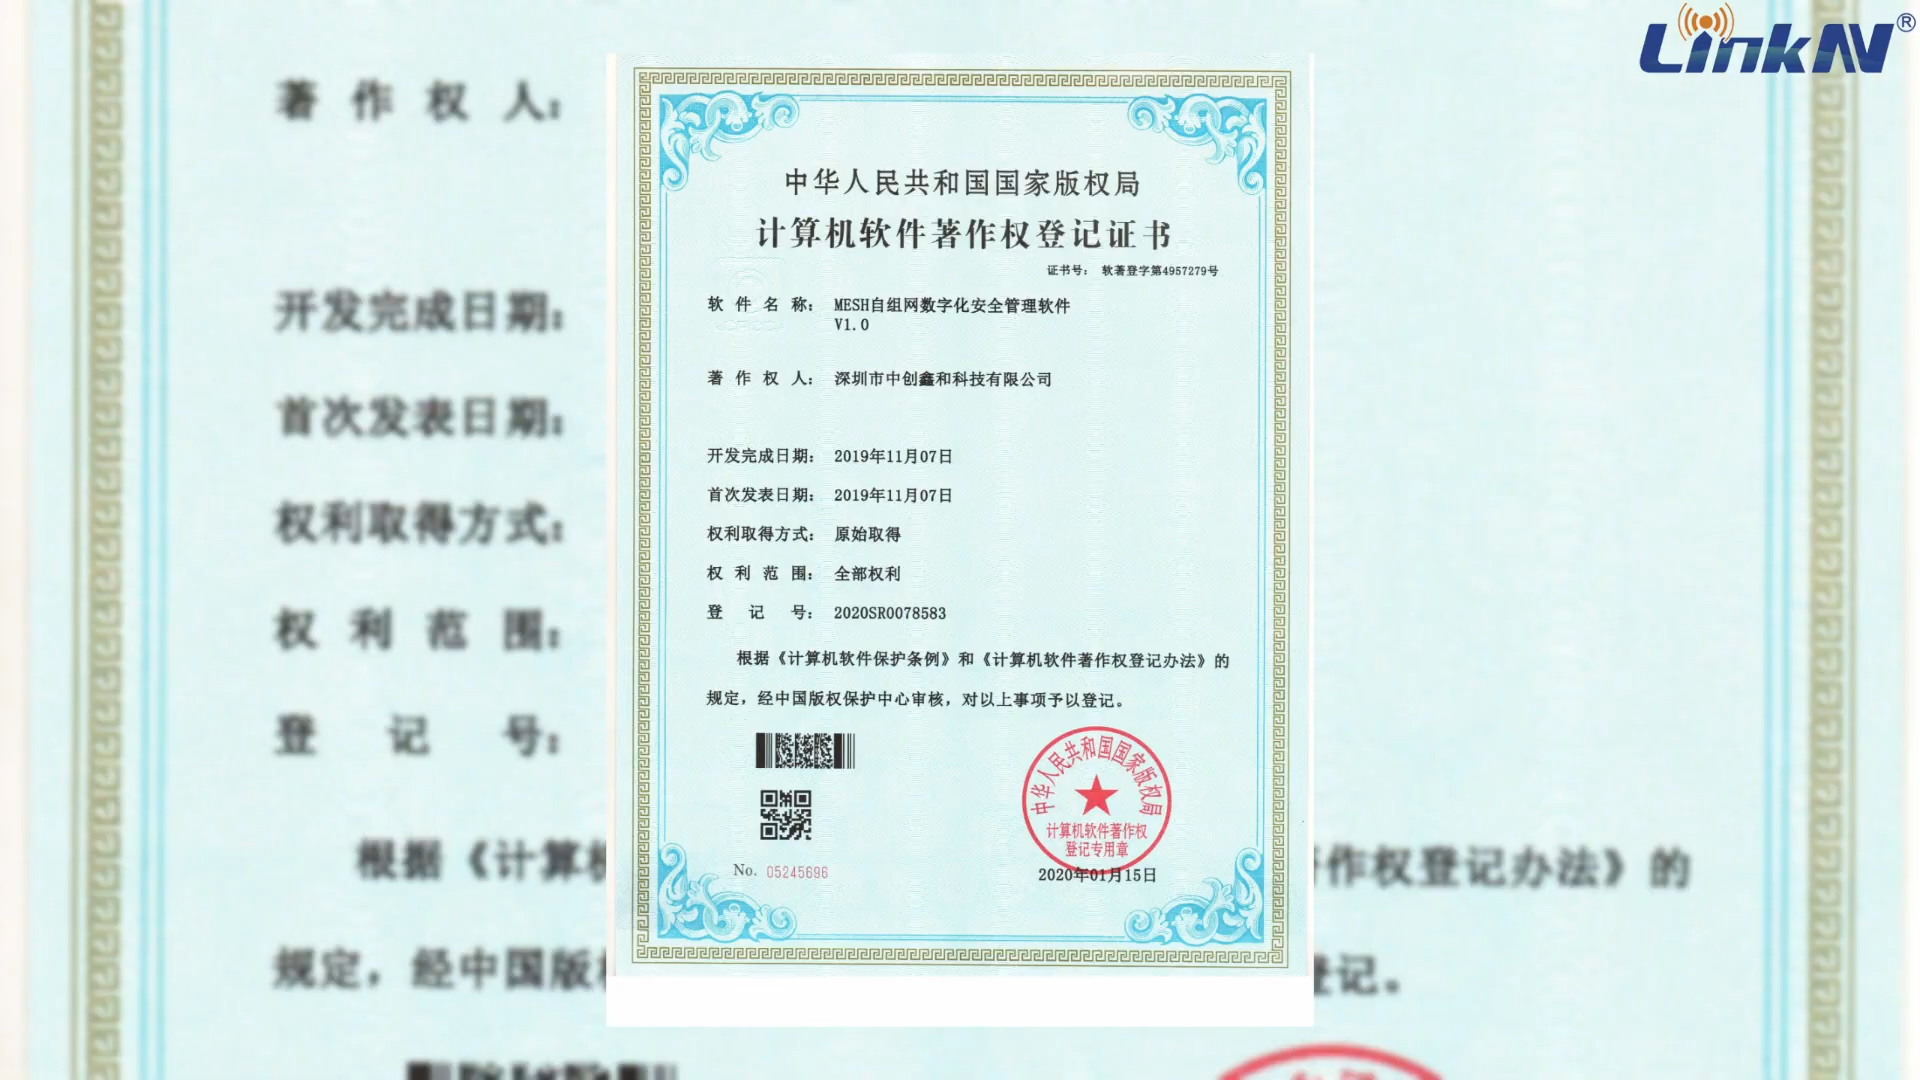 LinkAV®
著 作 权 人:
开发完成日期:
首次发表日期:
权利取得方式:
权 利 范 围:
登 记 号:
根据《计算机
著作权登记办法》的
规定，经中国版权
登记。
中华人民共和国国家版权局
计算机软件著作权登记证书
证书号： 软著登字第4957279号
软 件 名 称： MESH自组网数字化安全管理软件
V1.0
著 作 权 人： 深圳市中创鑫和科技有限公司
开发完成日期： 2019年11月07日
首次发表日期： 2019年11月07日
权利取得方式： 原始取得
权 利 范 围： 全部权利
登 记 号： 2020SR0078583
根据《计算机软件保护条例》和《计算机软件著作权登记办法》的
规定，经中国版权保护中心审核，对以上事项予以登记。
中华人民共和国国家版权局
计算机软件著作权
登记专用章
No. 05245696
2020年01月15日